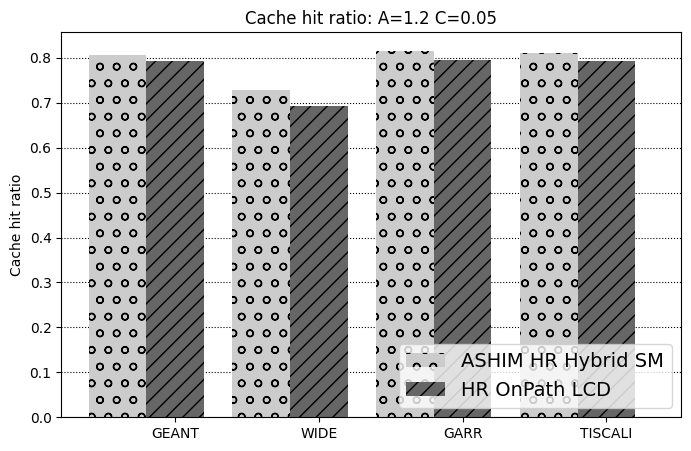 Cache hit ratio: A=1.2 C=0.05
Cache hit ratio
0.8
0.7
0.6
0.5
0.4
0.3
0.2
0.1
0.0
ASHIM HR Hybrid SM
HR OnPath LCD
GEANT WIDE GARR TISCALI